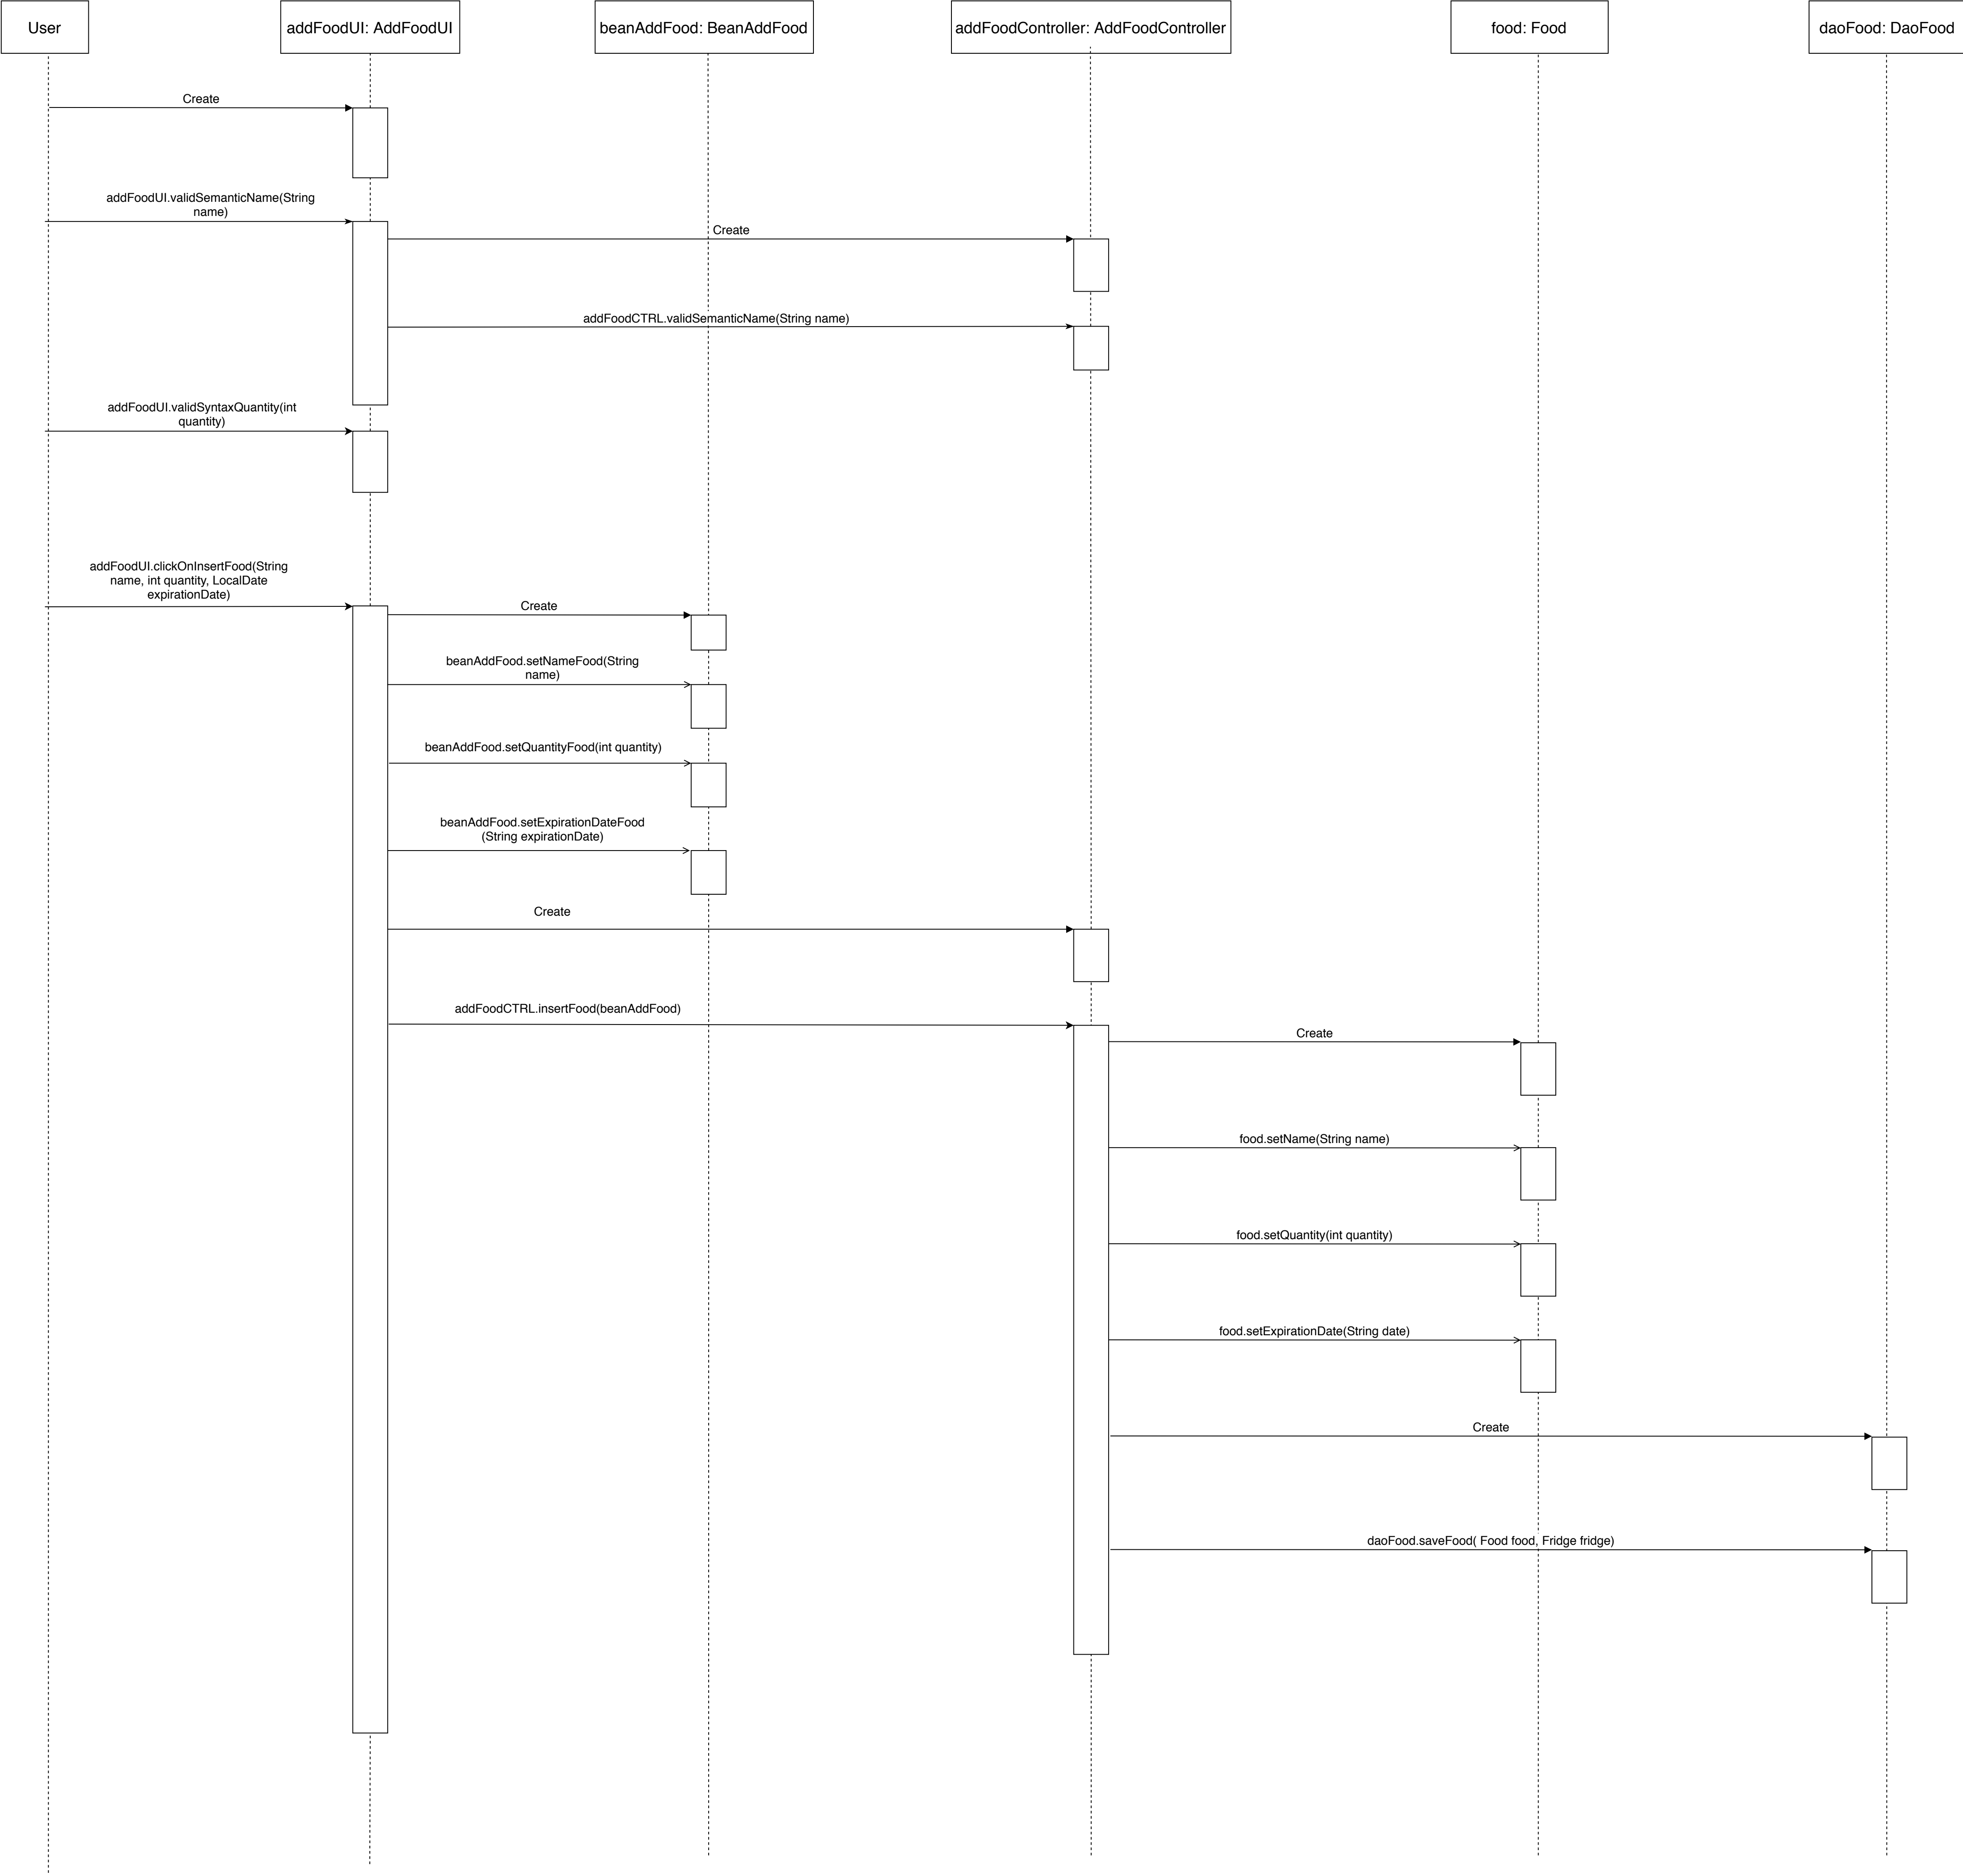 User
addFoodUI: AddFoodUI
beanAddFood: BeanAddFood
addFoodController: AddFoodController
food: Food
daoFood: DaoFood
Create
addFoodUI.validSemanticName(String
name)
Create
addFoodCTRL.validSemanticName(String name)
addFoodUI.validSyntaxQuantity(int
quantity)
addFoodUI.clickOnInsertFood(String
name, int quantity, LocalDate
expirationDate)
Create
beanAddFood.setNameFood(String
name)
beanAddFood.setQuantityFood(int quantity)
beanAddFood.setExpirationDateFood
(String expirationDate)
Create
addFoodCTRL.insertFood(beanAddFood)
Create
food.setName(String name)
food.setQuantity(int quantity)
food.setExpirationDate(String date)
Create
daoFood.saveFood( Food food, Fridge fridge)